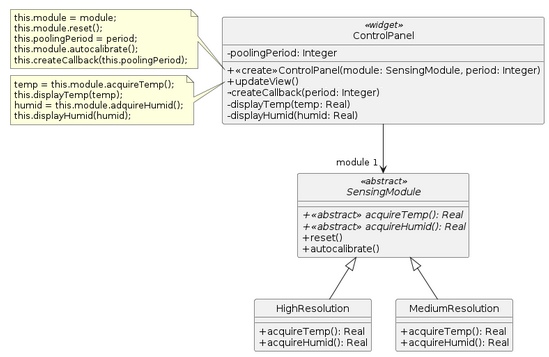 this.module = module;
this.module.reset();
this.poolingPeriod = period;
this.module.autocalibrate();
this.createCallback(this.poolingPeriod);
temp = this.module.acquireTemp();
this.displayTemp(temp);
humid = this.module.adquireHumid();
this.displayHumid(humid);
«widget»
ControlPanel
-poolingPeriod: Integer
+«create»ControlPanel(module: SensingModule, period: Integer)
+updateView()
-createCallback(period: Integer)
-displayTemp(temp: Real)
-displayHumid(humid: Real)
module 1
«abstract»
SensingModule
+«abstract» acquireTemp(): Real
+«abstract» acquireHumid(): Real
+reset()
+autocalibrate()
HighResolution
+acquireTemp(): Real
+acquireHumid(): Real
MediumResolution
+acquireTemp(): Real
+acquireHumid(): Real